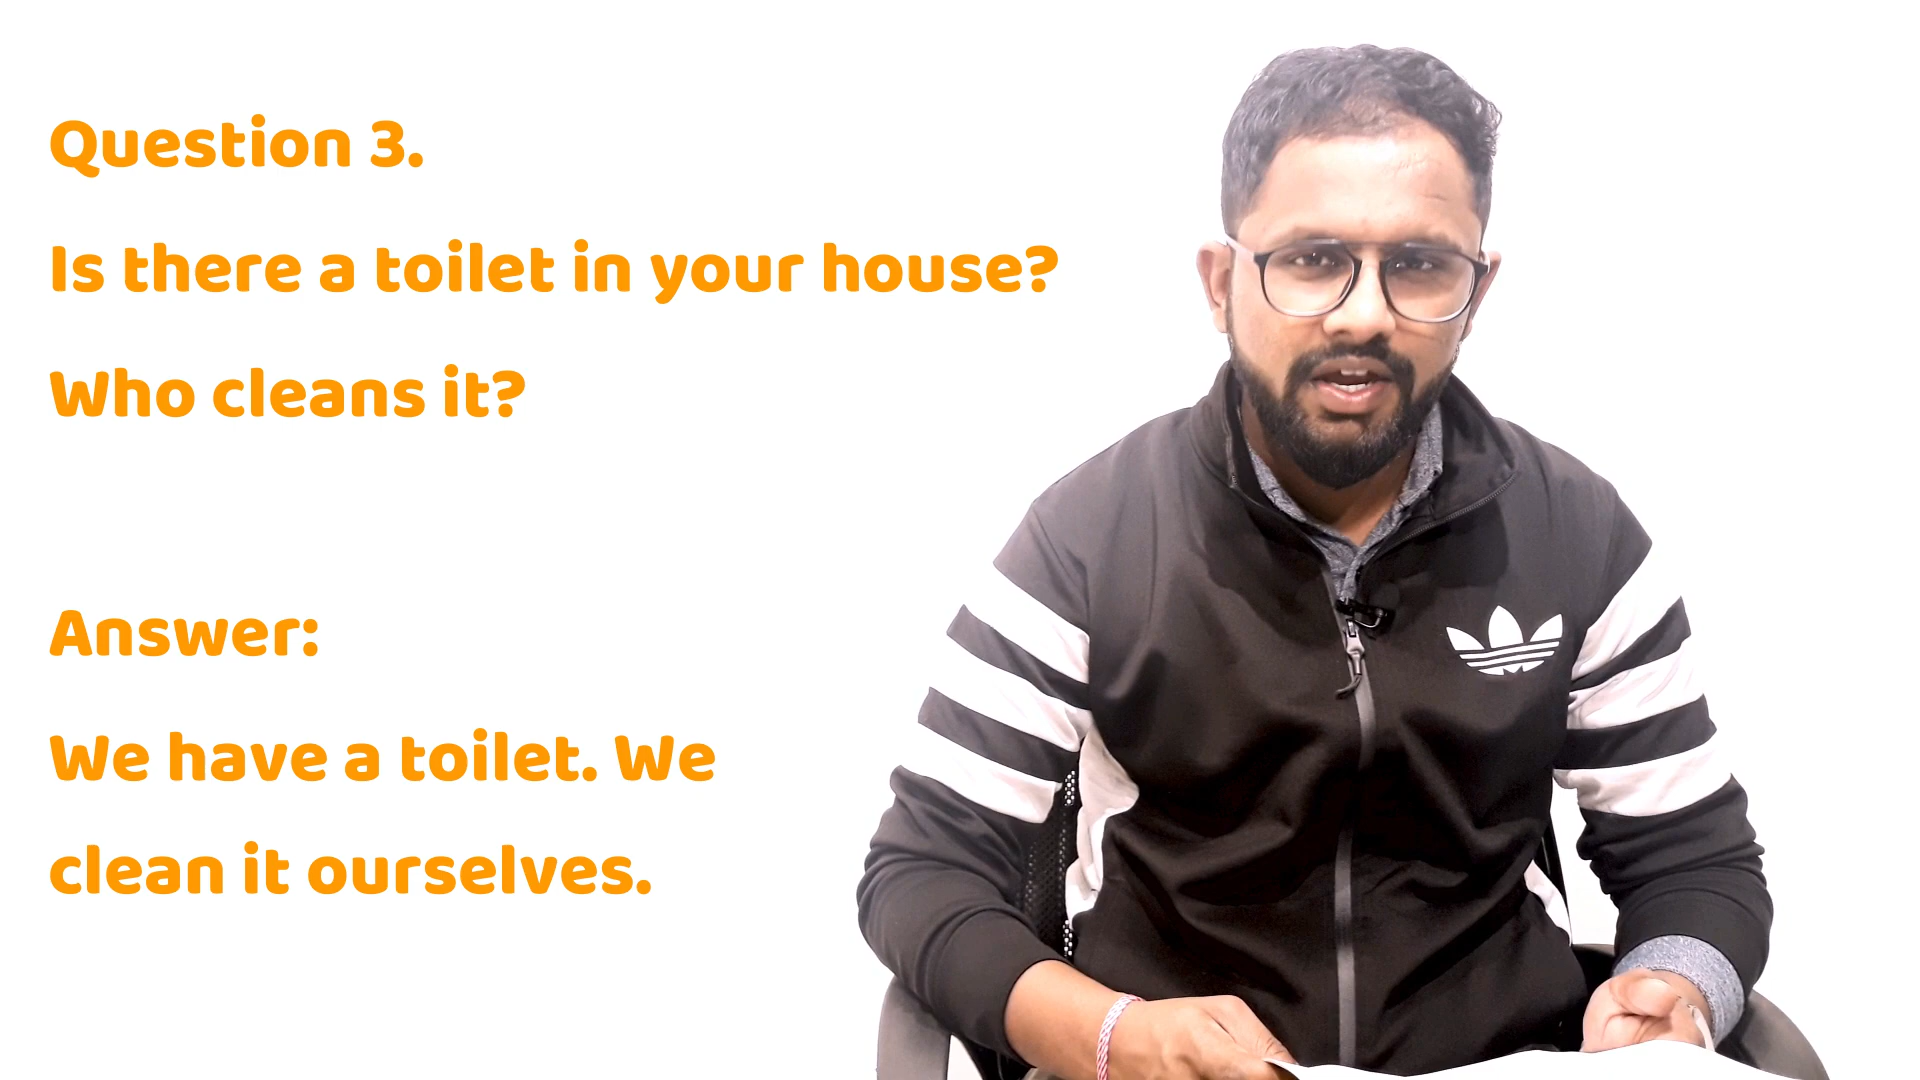 Question 3.
Is there a toilet in your house?
Who cleans it?
Answer:
We have a toilet. We
clean it ourselves.